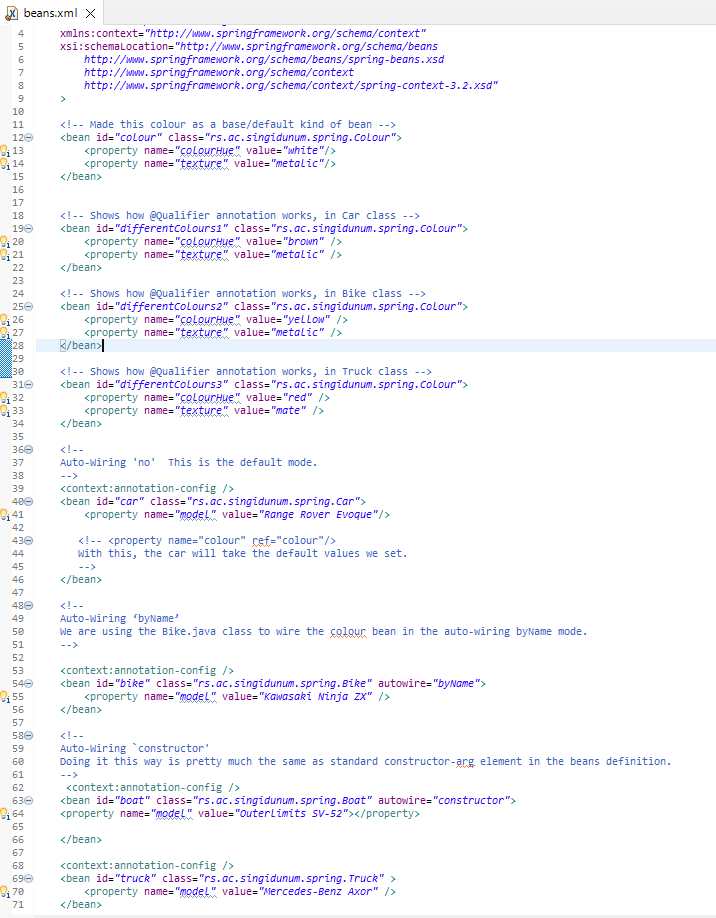 beans.xml
4 xmlns:context="http://www.springframework.org/schema/context"
5 xsi:schemaLocation="http://www.springframework.org/schema/beans
6 http://www.springframework.org/schema/beans/spring-beans.xsd
7 http://www.springframework.org/schema/context
8 http://www.springframework.org/schema/context/spring-context-3.2.xsd"
9 >
10
11 <!-- Made this colour as a base/default kind of bean -->
12 <bean id="colour" class="rs.ac.singidunum.spring.Colour">
13 <property name="colourHue" value="white"/>
14 <property name="texture" value="metalic"/>
15 </bean>
16
17
18 <!-- Shows how @Qualifier annotation works, in Car class -->
19 <bean id="differentColours1" class="rs.ac.singidunum.spring.Colour">
20 <property name="colourHue" value="brown" />
21 <property name="texture" value="metalic" />
22 </bean>
23
24 <!-- Shows how @Qualifier annotation works, in Bike class -->
25 <bean id="differentColours2" class="rs.ac.singidunum.spring.Colour">
26 <property name="colourHue" value="yellow" />
27 <property name="texture" value="metalic" />
28 </bean>
29
30 <!-- Shows how @Qualifier annotation works, in Truck class -->
31 <bean id="differentColours3" class="rs.ac.singidunum.spring.Colour">
32 <property name="colourHue" value="red" />
33 <property name="texture" value="mate" />
34 </bean>
35
36 <!--
37 Auto-Wiring 'no'  This is the default mode.
38 -->
39 <context:annotation-config />
40 <bean id="car" class="rs.ac.singidunum.spring.Car">
41 <property name="model" value="Range Rover Evoque"/>
42
43 <!-- <property name="colour" ref="colour"/>
44 With this, the car will take the default values we set.
45 -->
46 </bean>
47
48 <!--
49 Auto-Wiring ‘byName’
50 We are using the Bike.java class to wire the colour bean in the auto-wiring byName mode.
51 -->
52
53 <context:annotation-config />
54 <bean id="bike" class="rs.ac.singidunum.spring.Bike" autowire="byName">
55 <property name="model" value="Kawasaki Ninja ZX" />
56 </bean>
57
58 <!--
59 Auto-Wiring `constructor'
60 Doing it this way is pretty much the same as standard constructor-arg element in the beans definition.
61 -->
62 <context:annotation-config />
63 <bean id="boat" class="rs.ac.singidunum.spring.Boat" autowire="constructor">
64 <property name="model" value="Outerlimits SV-52"></property>
65
66 </bean>
67
68 <context:annotation-config />
69 <bean id="truck" class="rs.ac.singidunum.spring.Truck" >
70 <property name="model" value="Mercedes-Benz Axor" />
71 </bean>